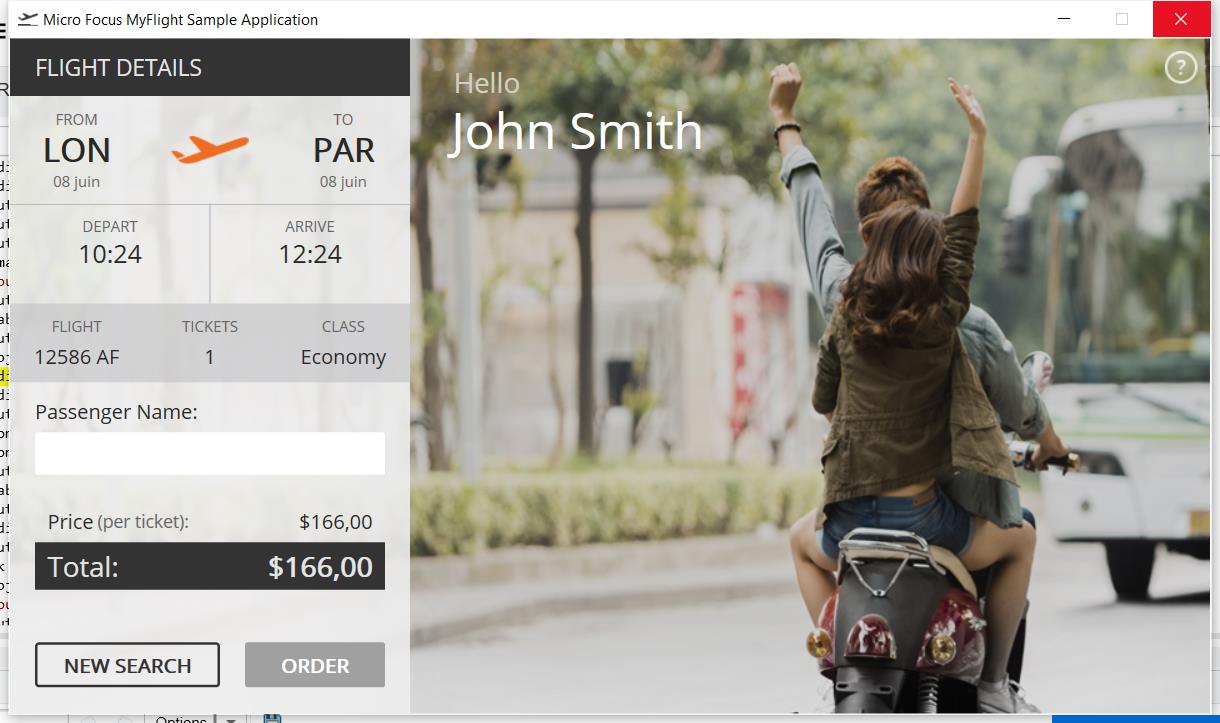 Micro Focus MyFlight Sample Application
FLIGHT DETAILS
FROM TO
LON PAR
08 juin 08 juin
DEPART ARRIVE
10:24 12:24
FLIGHT TICKETS CLASS
12586 AF 1 Economy
Passenger Name:
Price (per ticket): $166,00
Total: $166,00
NEW SEARCH ORDER
Hello
John Smith
?
Options